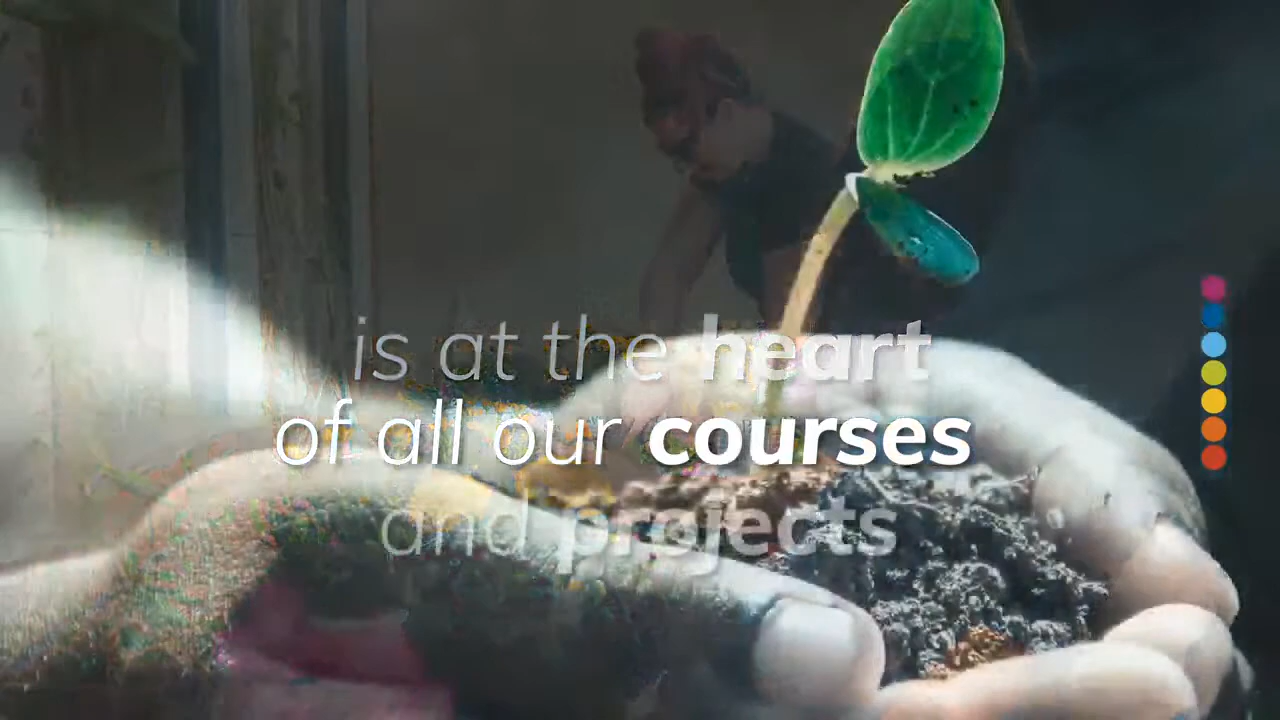 is at the heart
of all our courses
and projects